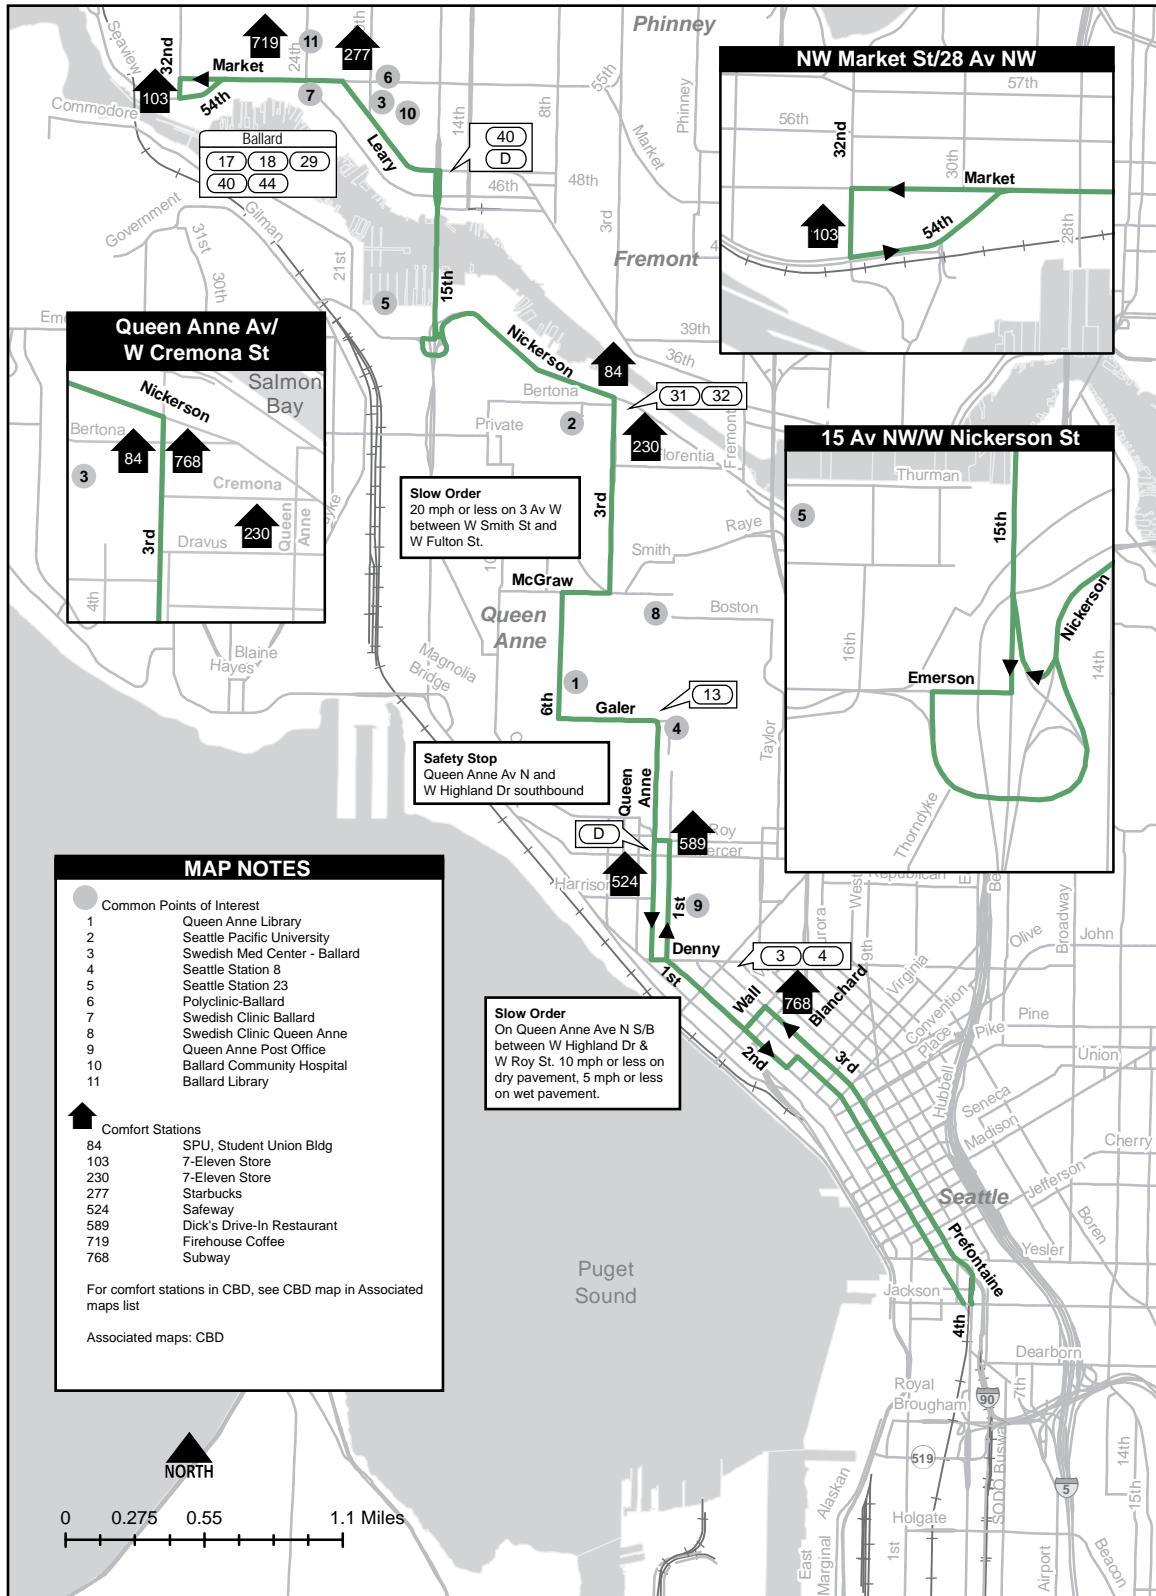 Phinney
Seaview
32nd
719
24th
11
277
Market
103
54th
Commodore
6
7
3
10
Leary
14th
8th
55th
Phinney
Market
40
D
Ballard
17 18 29
40 44
46th
48th
3rd
Government
Gilman
31st
30th
21st
15th
Fremont
5
39th
36th
Nickerson
84
Bertona
31 32
2
Private
230
Florentia
Fremont
3rd
Raye
Smith
McGraw
Queen
Anne
8
Boston
Blaine
Hayes
Magnolia
Bridge
1
6th
13
Galer
4
Taylor
Queen
Anne
D
589
Roy
Mercer
524
Harrison
1st
9
Denny
1st
3 4
768
Wall
Blanchard
2nd
3rd
West
Republican
9th
Virginia
Olive
Broadway
John
Convention
Place
Pike
Pine
Union
Hubbell
Seneca
Madison
Cherry
Jefferson
Boren
Seattle
Prefontaine
Yesler
Jackson
4th
Dearborn
7th
Royal
Brougham
90
519
SODO Busway
Alaskan
Holgate
1st
East
Marginal
Airport
Beacon
5
14th
15th
Puget
Sound
NW Market St/28 Av NW
57th
56th
32nd
30th
Market
103
54th
28th
Queen Anne Av/
W Cremona St
Salmon
Bay
Nickerson
Bertona
84
768
3
Cremona
230
Queen
Anne
Dravus
3rd
4th
15 Av NW/W Nickerson St
Thurman
5
15th
Nickerson
16th
14th
Emerson
Thorndyke
Slow Order
20 mph or less on 3 Av W
between W Smith St and
W Fulton St.
Safety Stop
Queen Anne Av N and
W Highland Dr southbound
Slow Order
On Queen Anne Ave N S/B
between W Highland Dr &
W Roy St. 10 mph or less on
dry pavement, 5 mph or less
on wet pavement.
MAP NOTES
Common Points of Interest
1 Queen Anne Library
2 Seattle Pacific University
3 Swedish Med Center - Ballard
4 Seattle Station 8
5 Seattle Station 23
6 Polyclinic-Ballard
7 Swedish Clinic Ballard
8 Swedish Clinic Queen Anne
9 Queen Anne Post Office
10 Ballard Community Hospital
11 Ballard Library
Comfort Stations
84 SPU, Student Union Bldg
103 7-Eleven Store
230 7-Eleven Store
277 Starbucks
524 Safeway
589 Dick's Drive-In Restaurant
719 Firehouse Coffee
768 Subway
For comfort stations in CBD, see CBD map in Associated
maps list
Associated maps: CBD
NORTH
0 0.275 0.55 1.1 Miles